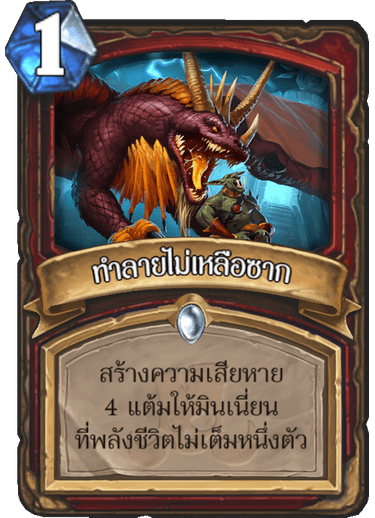 1
ทำลายไม่เหลือซาก
สร้างความเสียหาย
4 แต้มให้มินเนี่ยน
ที่พลังชีวิตไม่เต็มหนึ่งตัว